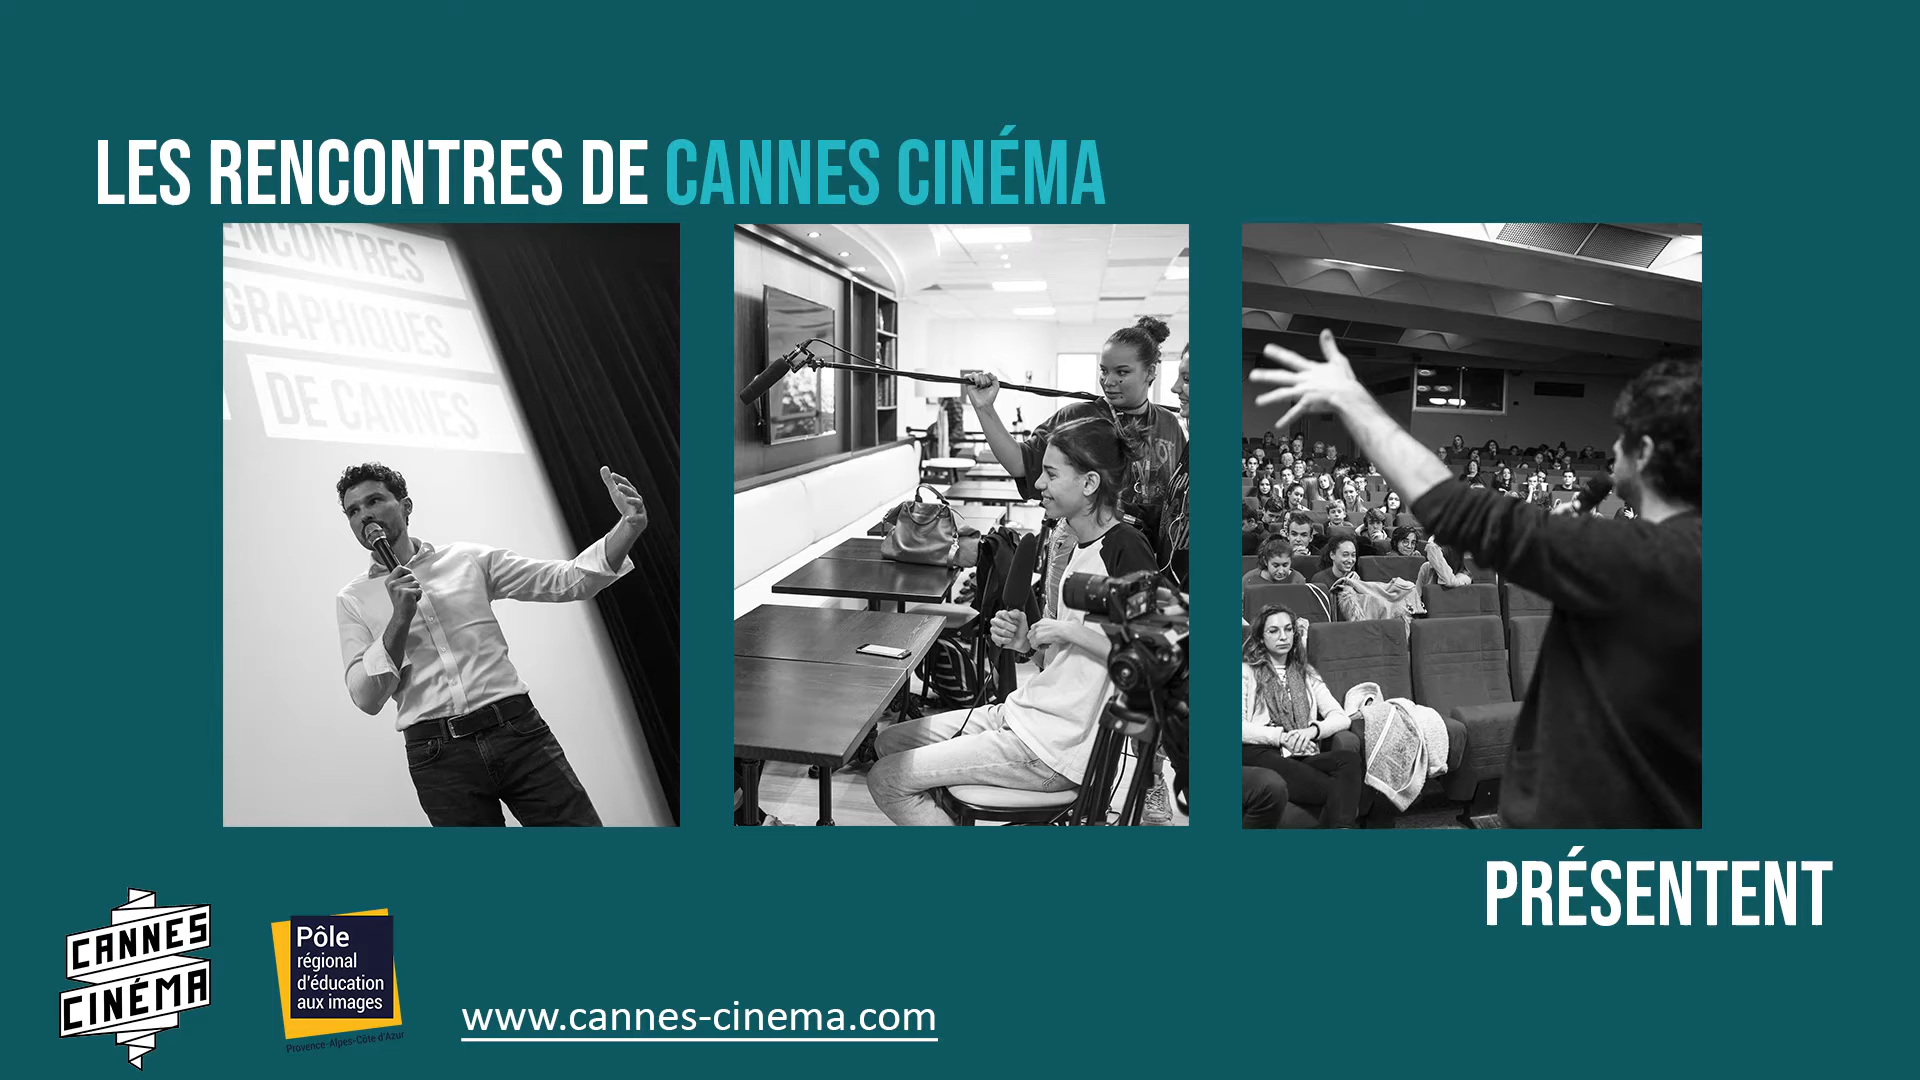 LES RENCONTRES DE CANNES CINÉMA
ENCONTRES
GRAPHIQUES
DE CANNES
PRÉSENTENT
CANNES
CINÉMA
Pôle
régional
d'éducation
aux images
Provence-Alpes-Côte d'Azur
www.cannes-cinema.com